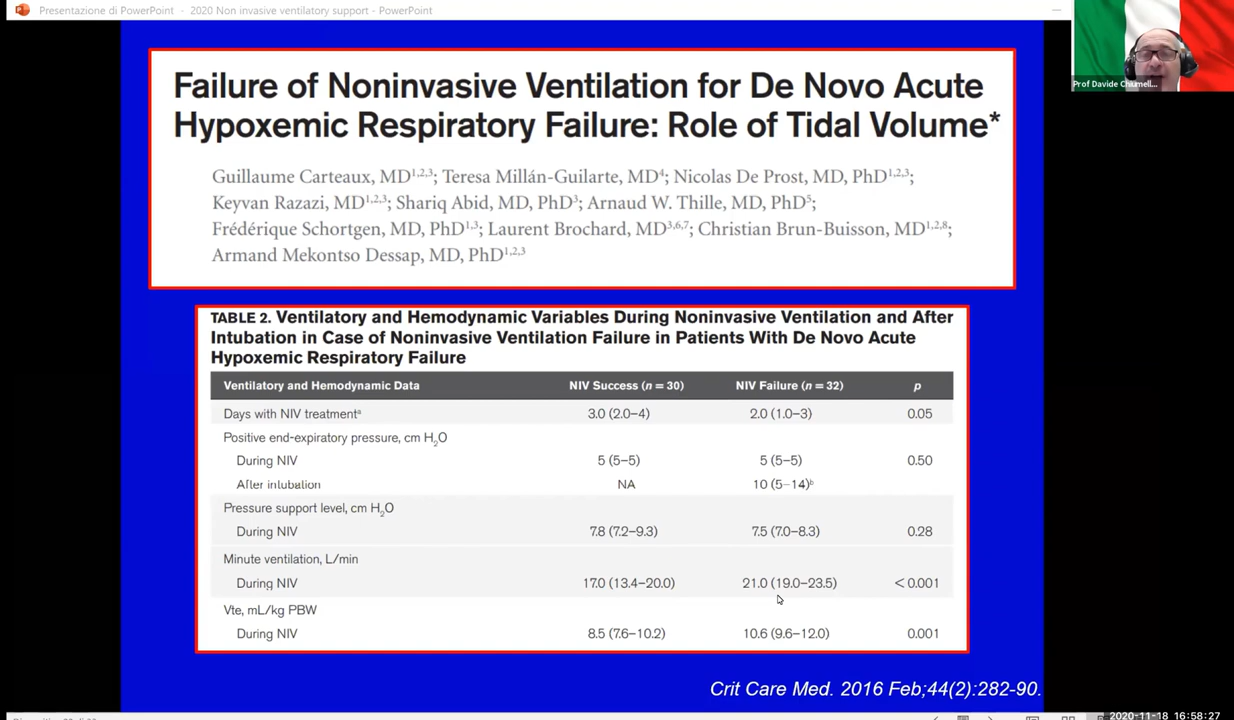 Presentazione di PowerPoint - 2020 Non invasive ventilatory support - PowerPoint
Prof Davide Chiumell...
Failure of Noninvasive Ventilation for De Novo Acute
Hypoxemic Respiratory Failure: Role of Tidal Volume*
Guillaume Carteaux, MD1,2,3; Teresa Millán-Guilarte, MD4; Nicolas De Prost, MD, PhD1,2,3;
Keyvan Razazi, MD1,2,3; Shariq Abid, MD, PhD3; Arnaud W. Thille, MD, PhD5;
Frédérique Schortgen, MD, PhD1,3; Laurent Brochard, MD3,6,7; Christian Brun-Buisson, MD1,2,8;
Armand Mekontso Dessap, MD, PhD1,2,3
TABLE 2. Ventilatory and Hemodynamic Variables During Noninvasive Ventilation and After
Intubation in Case of Noninvasive Ventilation Failure in Patients With De Novo Acute
Hypoxemic Respiratory Failure
Ventilatory and Hemodynamic Data NIV Success (n = 30) NIV Failure (n = 32) p
Days with NIV treatmenta 3.0 (2.0–4) 2.0 (1.0–3) 0.05
Positive end-expiratory pressure, cm H2O
During NIV 5 (5–5) 5 (5–5) 0.50
After intubation NA 10 (5–14)b
Pressure support level, cm H2O
During NIV 7.8 (7.2–9.3) 7.5 (7.0–8.3) 0.28
Minute ventilation, L/min
During NIV 17.0 (13.4–20.0) 21.0 (19.0–23.5) < 0.001
Vte, mL/kg PBW
During NIV 8.5 (7.6–10.2) 10.6 (9.6–12.0) 0.001
Crit Care Med. 2016 Feb;44(2):282-90.
2020-11-18 16:58:27